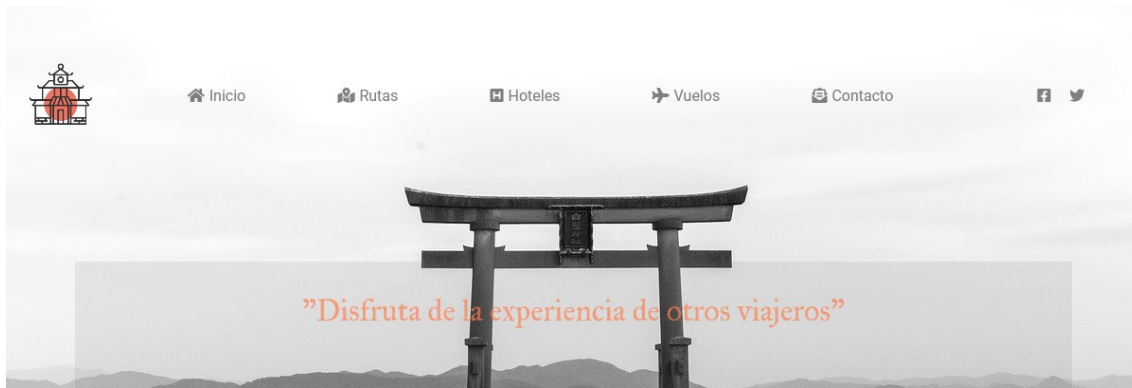 Inicio
Rutas
Hoteles
Vuelos
Contacto
”Disfruta de la experiencia de otros viajeros”